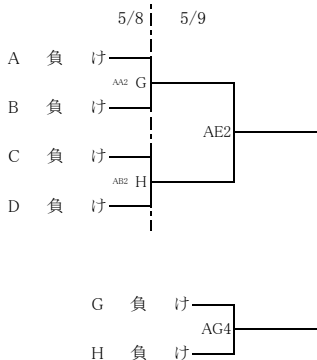 5/8 5/9
A 負 け
AA2 G
B 負 け
AE2
C 負 け
AB2 H
D 負 け
G 負 け
AG4
H 負 け